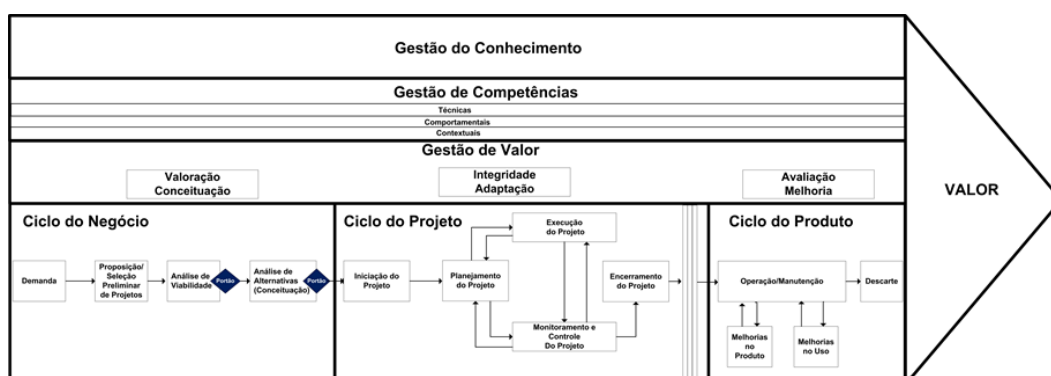 Gestão do Conhecimento
Gestão de Competências
Técnicas
Comportamentais
Contextuais
Gestão de Valor
Valoração
Conceituação
Integridade
Adaptação
Avaliação
Melhoria
VALOR
Ciclo do Negócio
Demanda
Proposição/
Seleção
Preliminar
de Projetos
Análise de
Viabilidade
Portão
Análise de
Alternativas
(Conceituação)
Portão
Ciclo do Projeto
Iniciação do
Projeto
Planejamento
do Projeto
Execução
do Projeto
Monitoramento e
Controle
Do Projeto
Encerramento
do Projeto
Ciclo do Produto
Operação/Manutenção
Descarte
Melhorias
no
Produto
Melhorias
no Uso